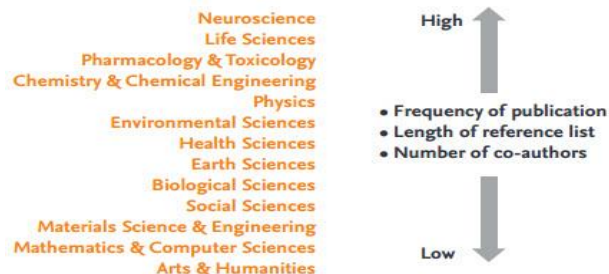 Neuroscience
Life Sciences
Pharmacology & Toxicology
Chemistry & Chemical Engineering
Physics
Environmental Sciences
Health Sciences
Earth Sciences
Biological Sciences
Social Sciences
Materials Science & Engineering
Mathematics & Computer Sciences
Arts & Humanities
High
• Frequency of publication
• Length of reference list
• Number of co-authors
Low